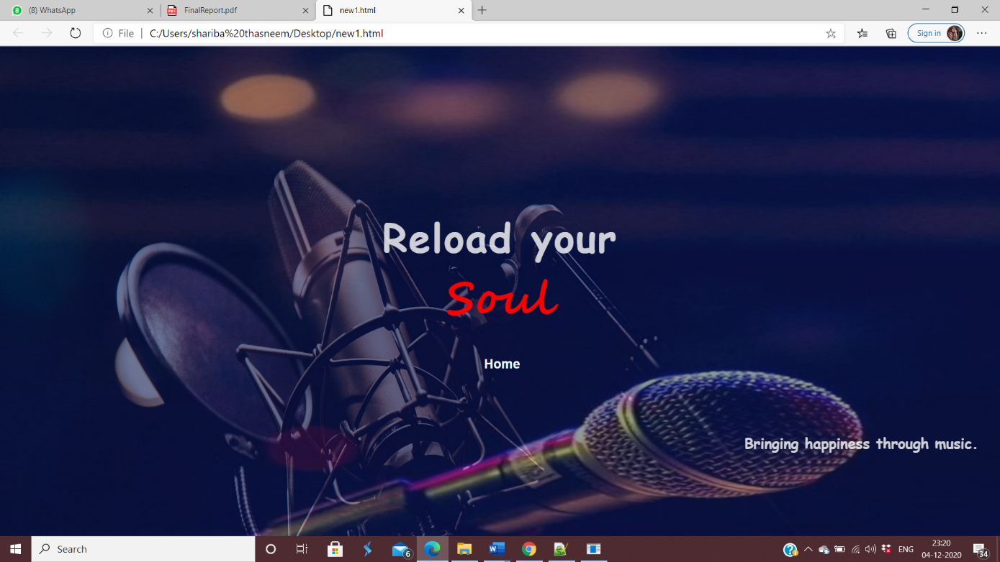 (8) WhatsApp
FinalReport.pdf
new1.html
File | C:/Users/shariba%20thasneem/Desktop/new1.html
Sign in
Reload your
Soul
Home
Bringing happiness through music.
Search
6
ENG
23:20
04-12-2020
34